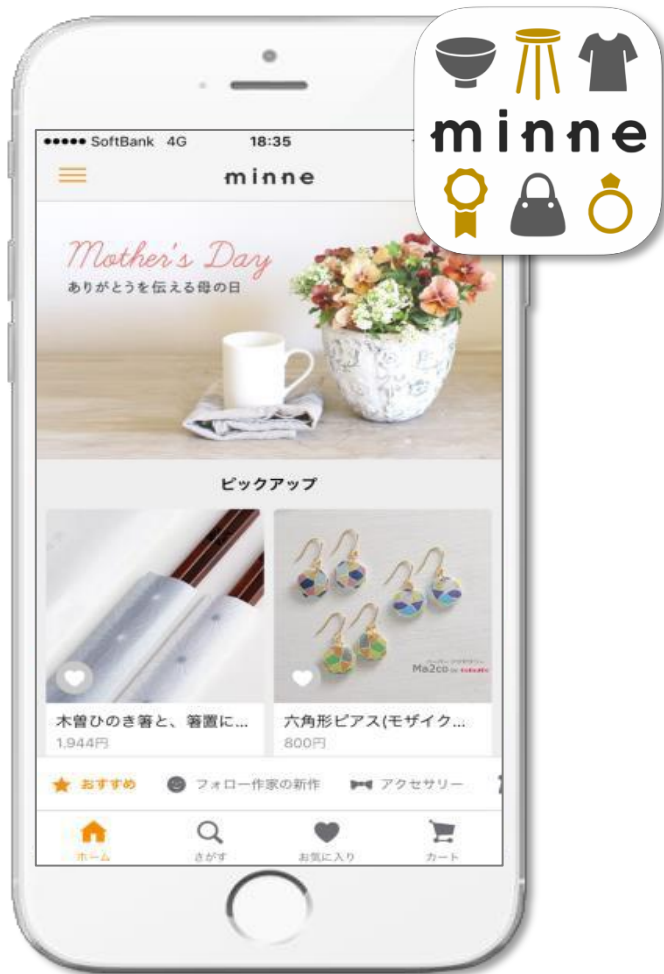 minne
SoftBank 4G 18:35
minne
Mother's Day
ありがとうを伝える母の日
ピックアップ
Ma2co
木曽ひのき箸と、箸置に...
1,944円
六角形ピアス(モザイク...
800円
おすすめ
フォロー作家の新作
アクセサリー
ホーム
さがす
お気に入り
カート